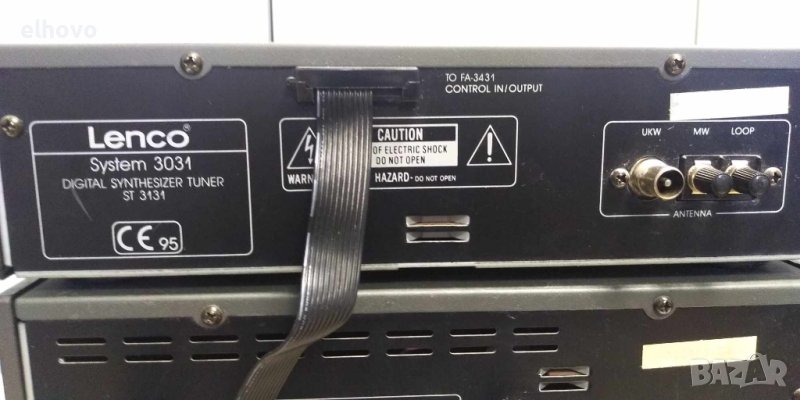 elhovo
TO FA-3431
CONTROL IN/OUTPUT
Lenco
System 3031
DIGITAL SYNTHESIZER TUNER
ST 3131
CE 95
CAUTION
OF ELECTRIC SHOCK
DO NOT OPEN
HAZARD- DO NOT OPEN
UKW MW LOOP
ANTENNA
BAZAR